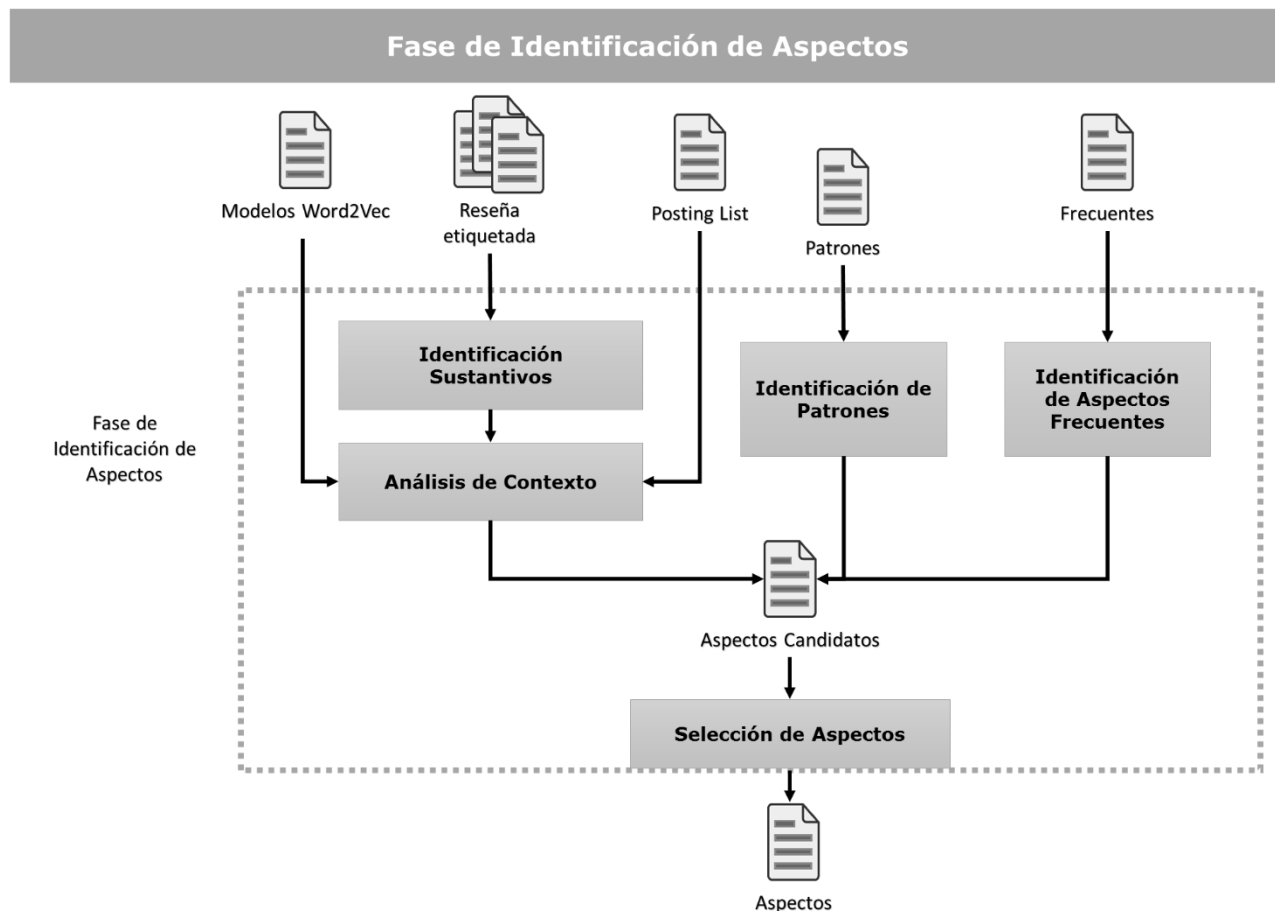 Fase de Identificación de Aspectos
Modelos Word2Vec
Reseña
etiquetada
Posting List
Patrones
Frecuentes
Identificación
Sustantivos
Identificación de
Patrones
Identificación
de Aspectos
Frecuentes
Fase de
Identificación de
Aspectos
Análisis de Contexto
Aspectos Candidatos
Selección de Aspectos
Aspectos